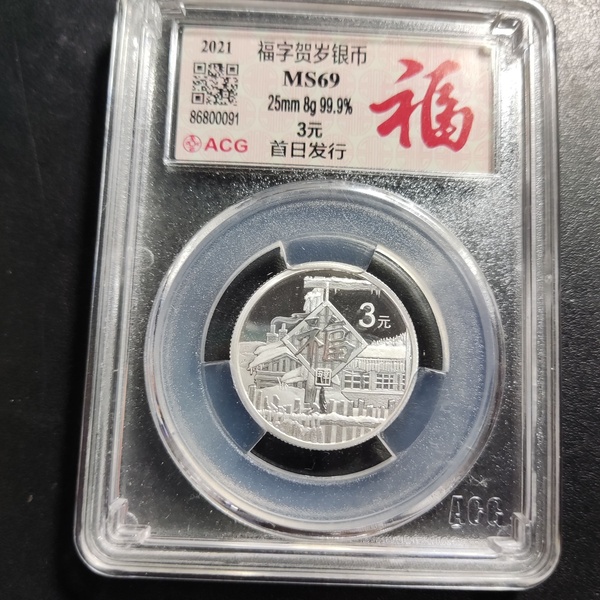 2021
福字贺岁银币
MS69
25mm 8g 99.9%
86800091
3元
ACG
首日发行
福
3元
福
ACG